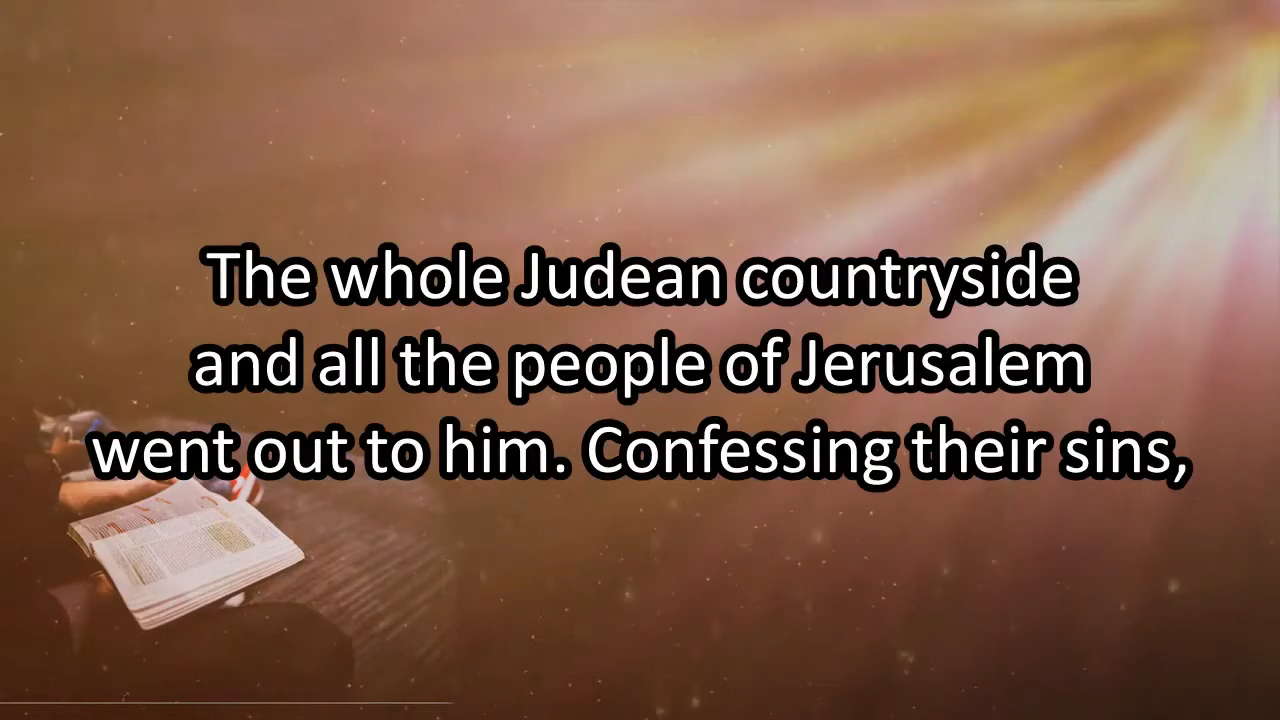 The whole Judean countryside
and all the people of Jerusalem
went out to him. Confessing their sins,